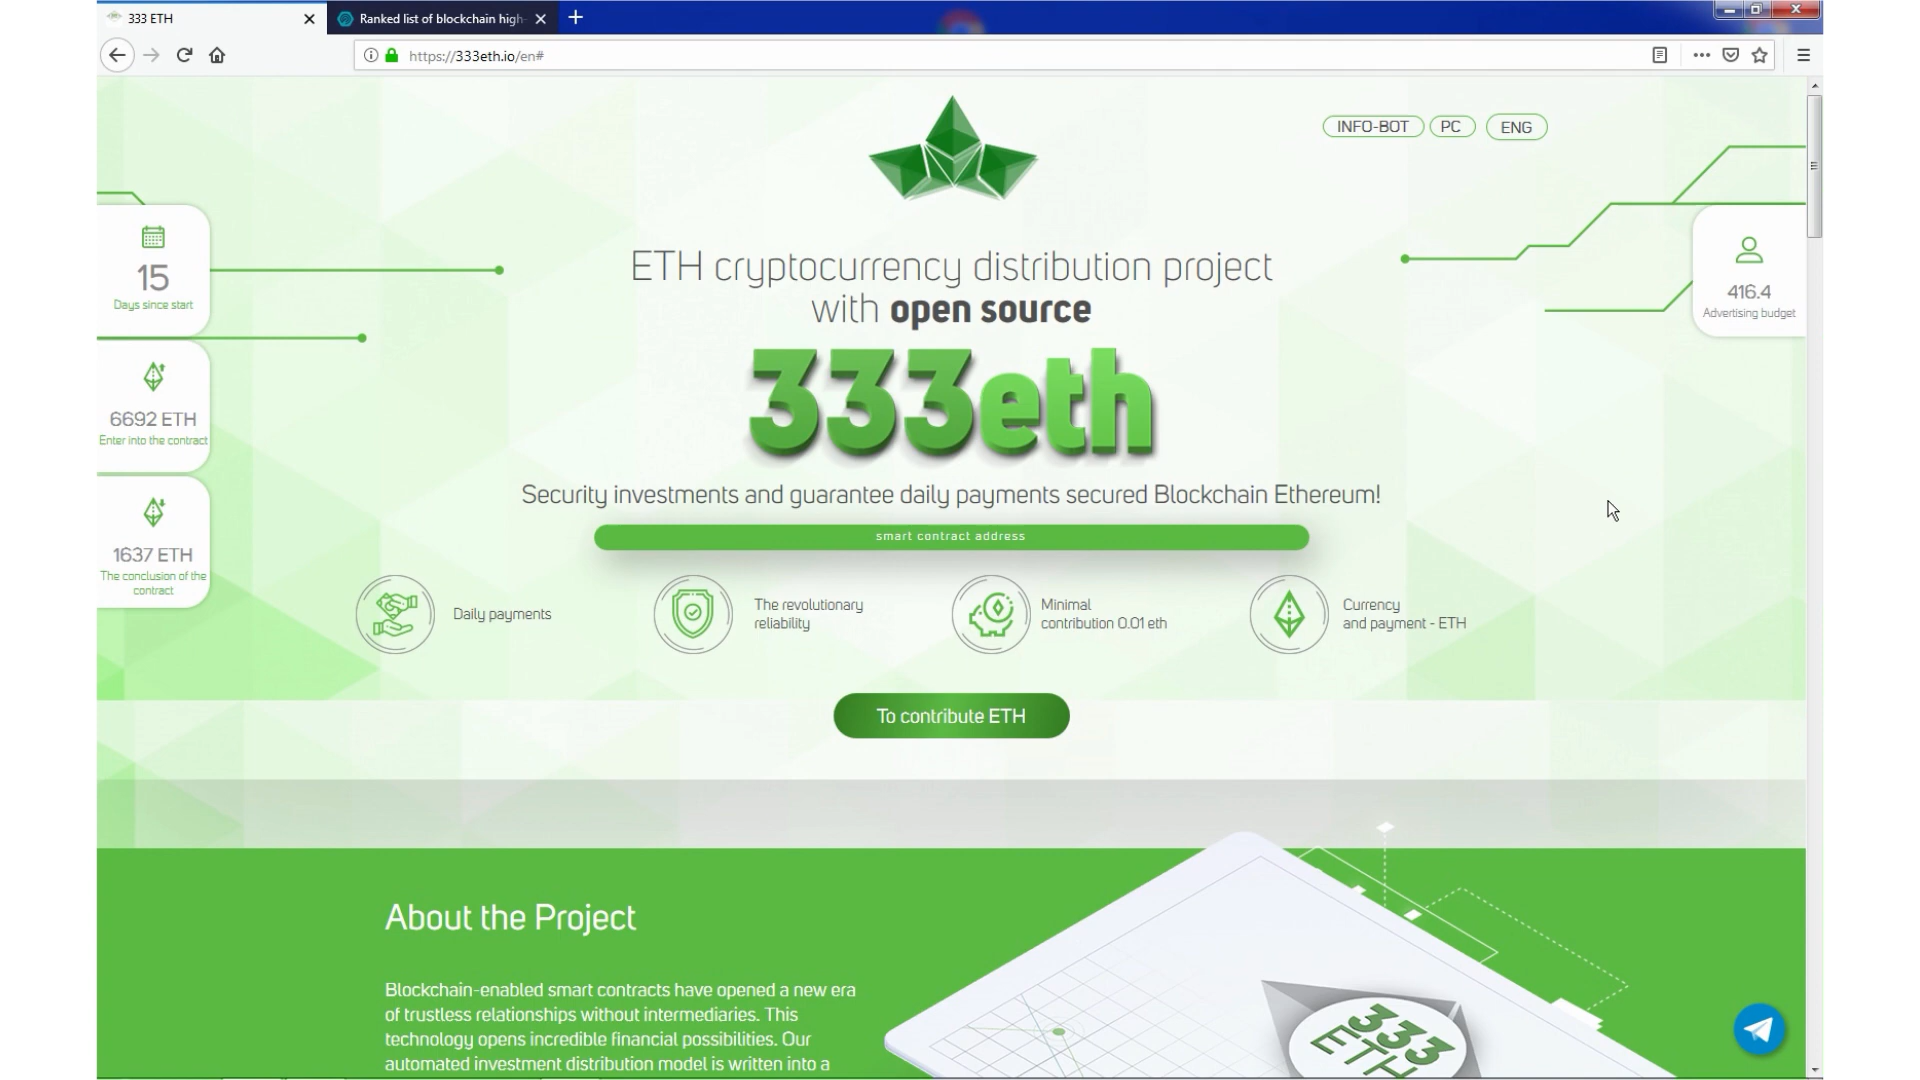 333 ETH
Ranked list of blockchain high-
https://333eth.io/en#
INFO-BOT
PC
ENG
15
Days since start
6692 ETH
Enter into the contract
1637 ETH
The conclusion of the
contract
416.4
Advertising budget
ETH cryptocurrency distribution project
with open source
333eth
Security investments and guarantee daily payments secured Blockchain Ethereum!
smart contract address
Daily payments
The revolutionary
reliability
Minimal
contribution 0.01 eth
Currency
and payment - ETH
To contribute ETH
About the Project
Blockchain-enabled smart contracts have opened a new era
of trustless relationships without intermediaries. This
technology opens incredible financial possibilities. Our
automated investment distribution model is written into a
333
ETH